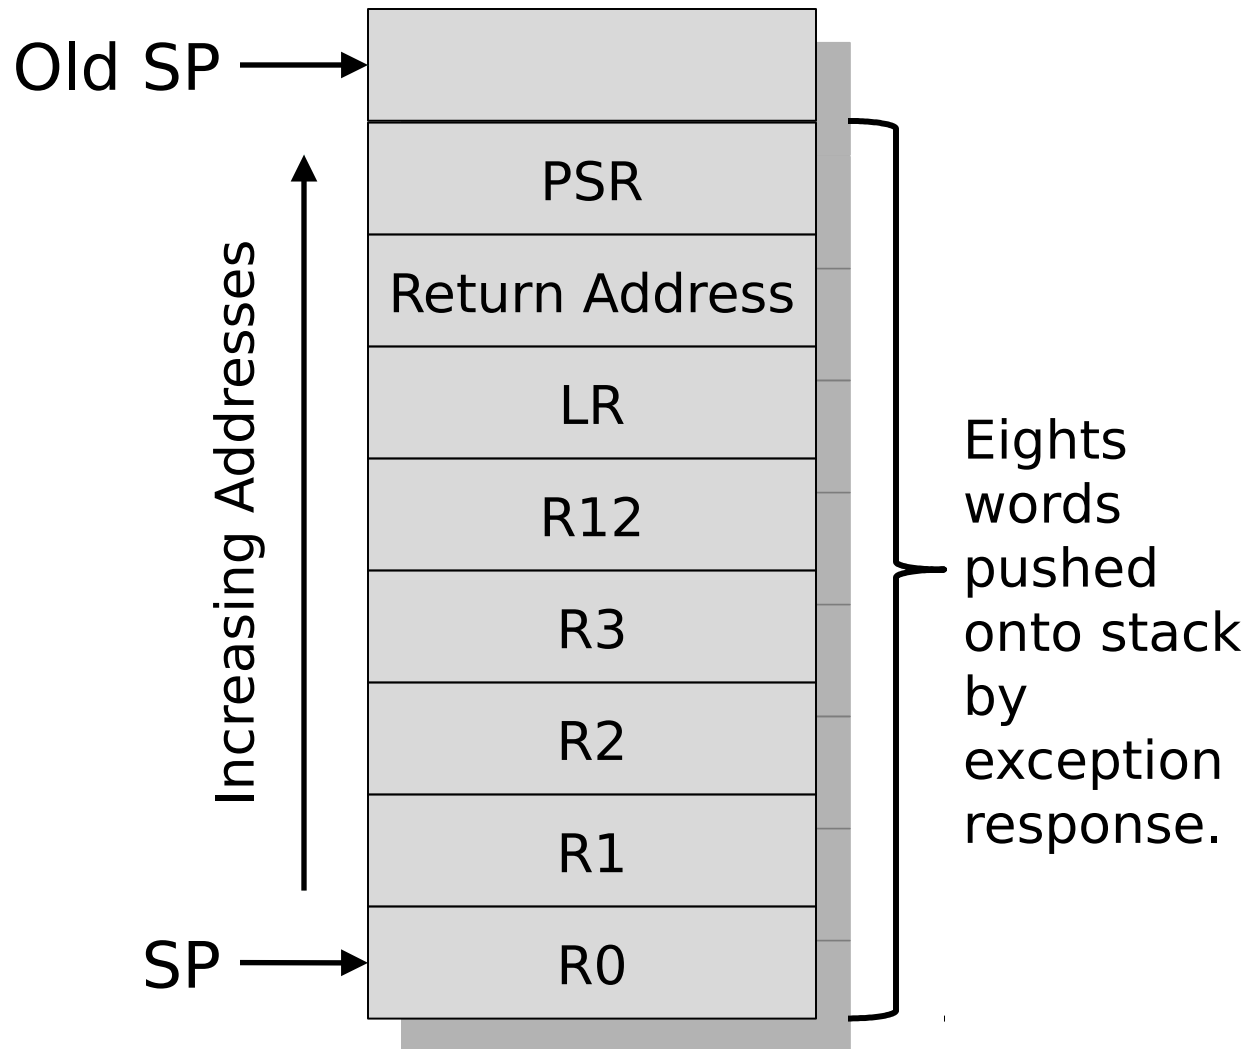 Old SP
PSR
Return Address
LR
R12
R3
R2
R1
R0
Increasing Addresses
SP
Eights
words
pushed
onto stack
by
exception
response.